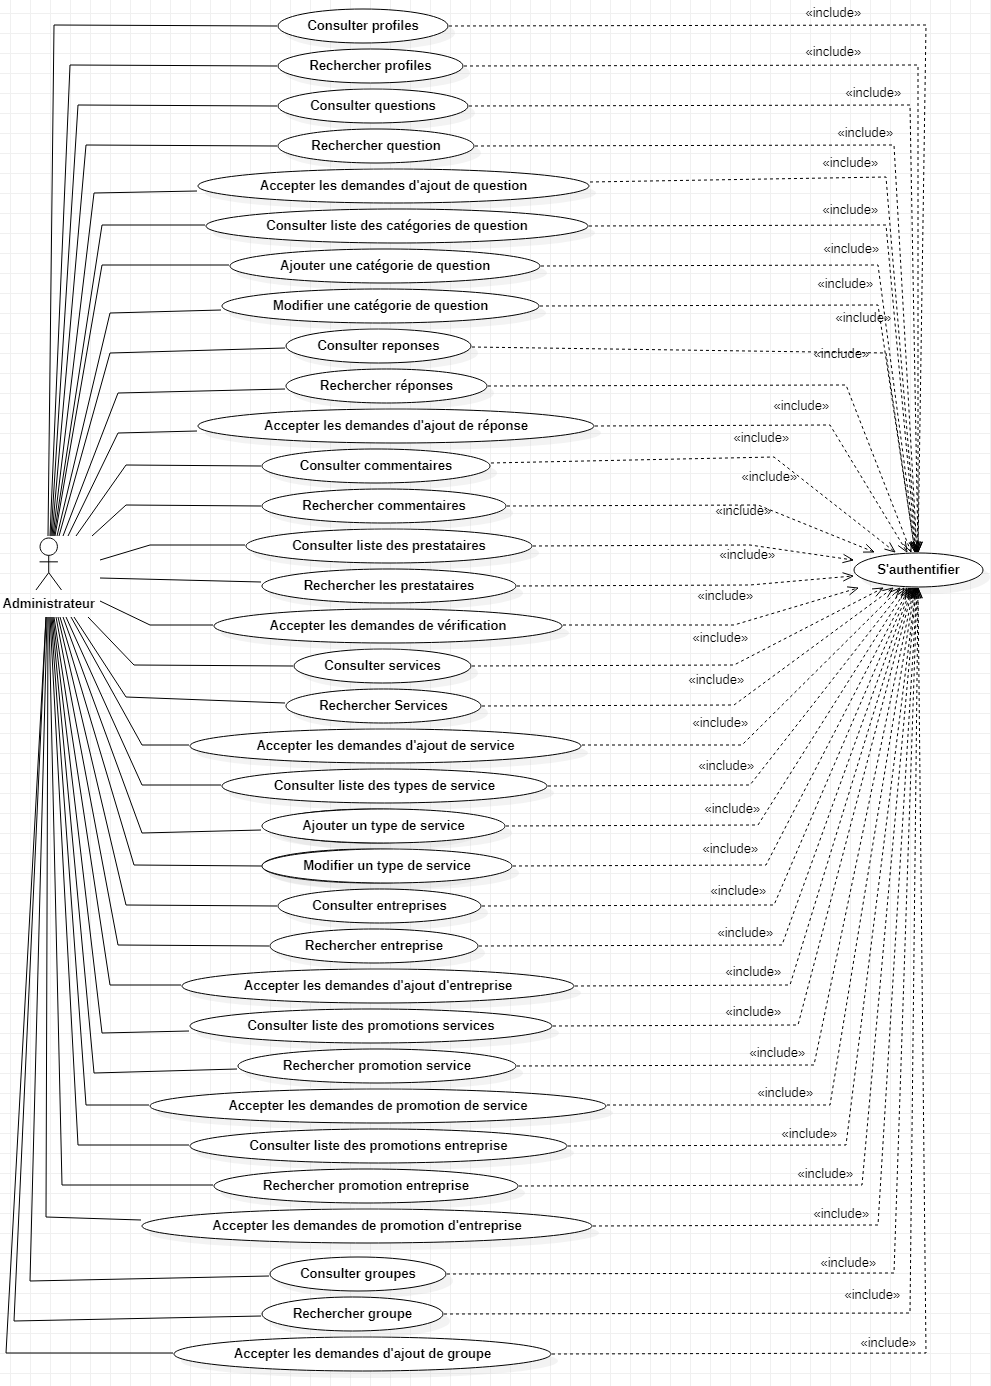 Consulter profiles
«include»
Rechercher profiles
«include»
Consulter questions
«include»
Rechercher question
«include»
Accepter les demandes d'ajout de question
«include»
Consulter liste des catégories de question
«include»
Ajouter une catégorie de question
«include»
Modifier une catégorie de question
«include»
Consulter reponses
«include»
Rechercher réponses
«include»
Accepter les demandes d'ajout de réponse
«include»
Consulter commentaires
«include»
Rechercher commentaires
«include»
Consulter liste des prestataires
«include»
Rechercher les prestataires
«include»
S'authentifier
Administrateur
Accepter les demandes de vérification
«include»
Consulter services
«include»
Rechercher Services
«include»
Accepter les demandes d'ajout de service
«include»
Consulter liste des types de service
«include»
Ajouter un type de service
«include»
Modifier un type de service
«include»
Consulter entreprises
«include»
Rechercher entreprise
«include»
Accepter les demandes d'ajout d'entreprise
«include»
Consulter liste des promotions services
«include»
Rechercher promotion service
«include»
Accepter les demandes de promotion de service
«include»
Consulter liste des promotions entreprise
«include»
Rechercher promotion entreprise
«include»
Accepter les demandes de promotion d'entreprise
«include»
Consulter groupes
«include»
Rechercher groupe
«include»
Accepter les demandes d'ajout de groupe
«include»